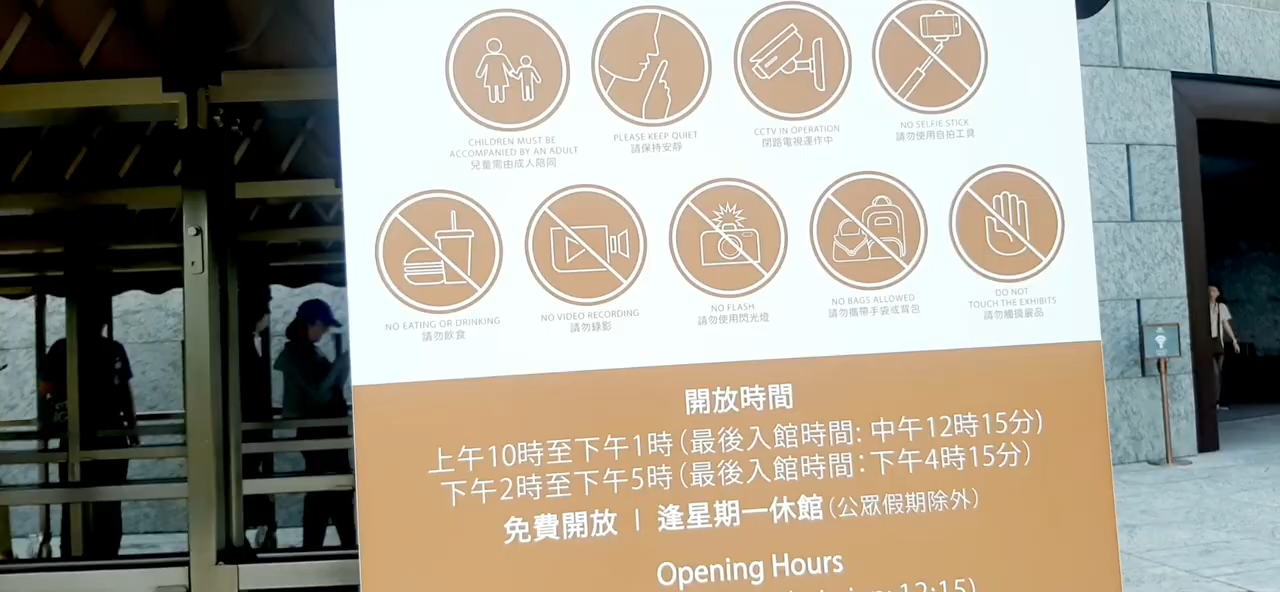 CHILDREN MUST BE
ACCOMPANIED BY AN ADULT
兒童需由成人陪同
PLEASE KEEP QUIET
請保持安靜
CCTV IN OPERATION
閉路電視運作中
NO SELFIE STICK
請勿使用自拍工具
NO EATING OR DRINKING
請勿飲食
NO VIDEO RECORDING
請勿錄影
NO FLASH
請勿使用閃光燈
NO BAGS ALLOWED
請勿攜帶手袋或背包
DO NOT
TOUCH THE EXHIBITS
請勿觸摸展品
開放時間
上午10時至下午1時(最後入館時間: 中午12時15分)
下午2時至下午5時(最後入館時間: 下午4時15分)
免費開放 | 逢星期一休館(公眾假期除外)
Opening Hours
12:15)